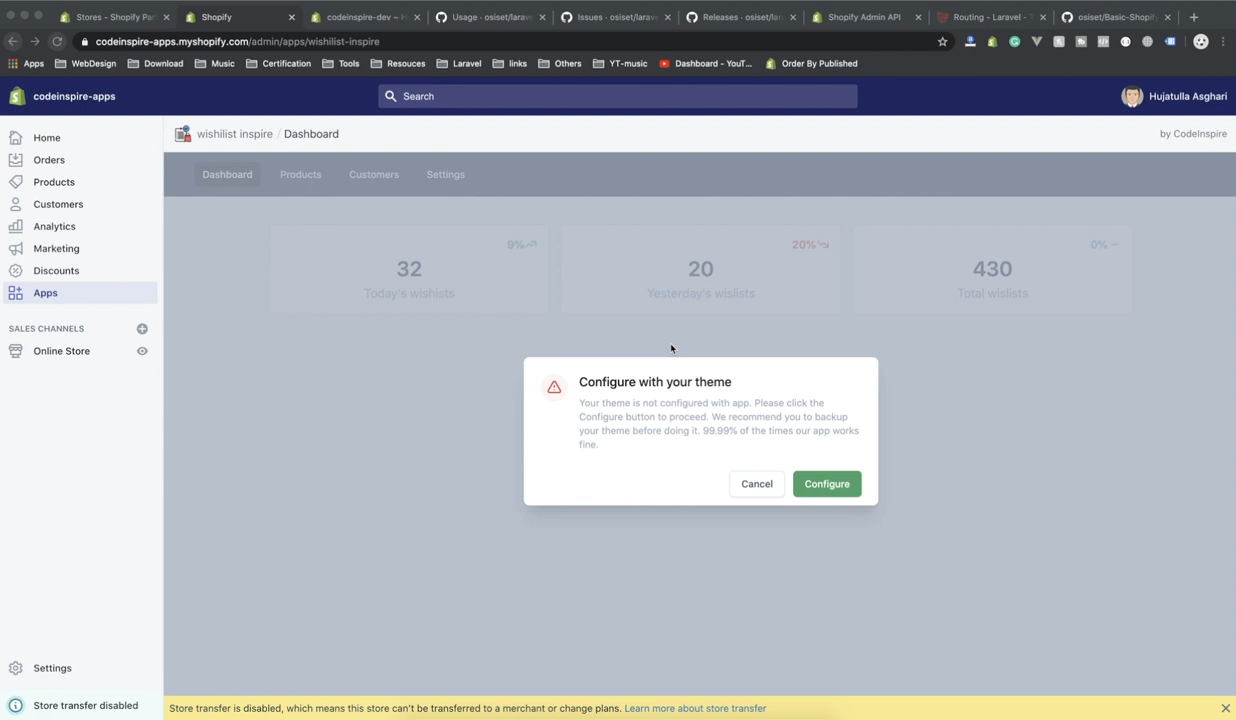 Stores - Shopify Par
Shopify
codeinspire-dev ~ H
Usage · osiset/larav
Issues · osiset/larav
Releases · osiset/lar
Shopify Admin API
Routing - Laravel - T
osiset/Basic-Shopify
codeinspire-apps.myshopify.com/admin/apps/wishilist-inspire
Apps
WebDesign
Download
Music
Certification
Tools
Resouces
Laravel
links
Others
YT-music
Dashboard - YouT...
Order By Published
codeinspire-apps
Search
Hujatulla Asghari
Home
Orders
Products
Customers
Analytics
Marketing
Discounts
Apps
SALES CHANNELS
Online Store
Settings
Store transfer disabled
wishilist inspire / Dashboard
by CodeInspire
Dashboard
Products
Customers
Settings
9%
32
Today's wishists
20%
20
Yesterday's wislists
0%
430
Total wislists
Configure with your theme
Your theme is not configured with app. Please click the
Configure button to proceed. We recommend you to backup
your theme before doing it. 99.99% of the times our app works
fine.
Cancel
Configure
Store transfer is disabled, which means this store can't be transferred to a merchant or change plans. Learn more about store transfer